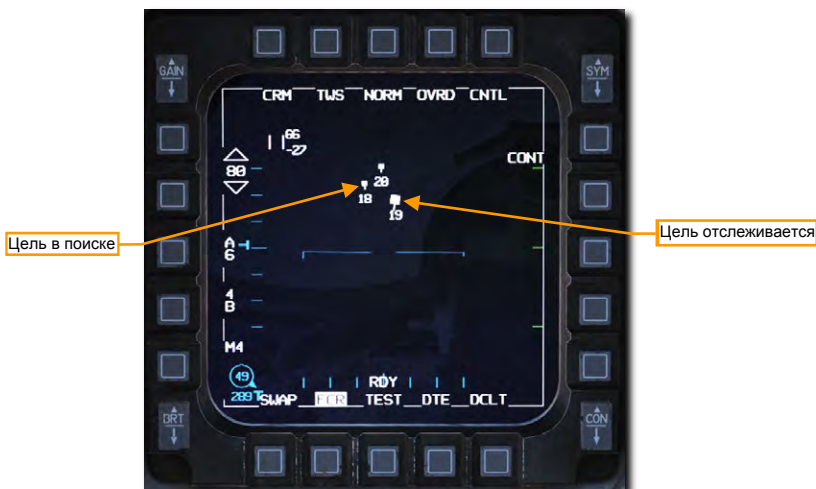 GAIN
SYM
CRM TWS NORM OVRD CNTL
66
-27
CONT
80
20
18
19
Цель в поиске
Цель отслеживается
A
6
4
B
M4
49
289T
RDY
SWAP FCR TEST DTE DCLT
BRT
CON